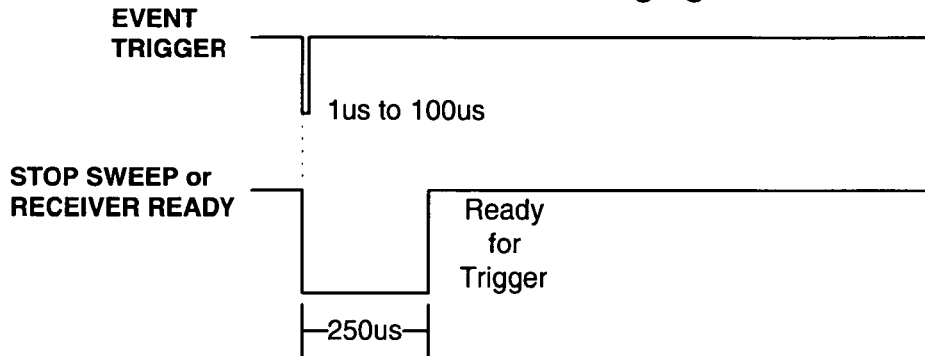 EVENT
TRIGGER
1us to 100us
STOP SWEEP or
RECEIVER READY
Ready
for
Trigger
250us